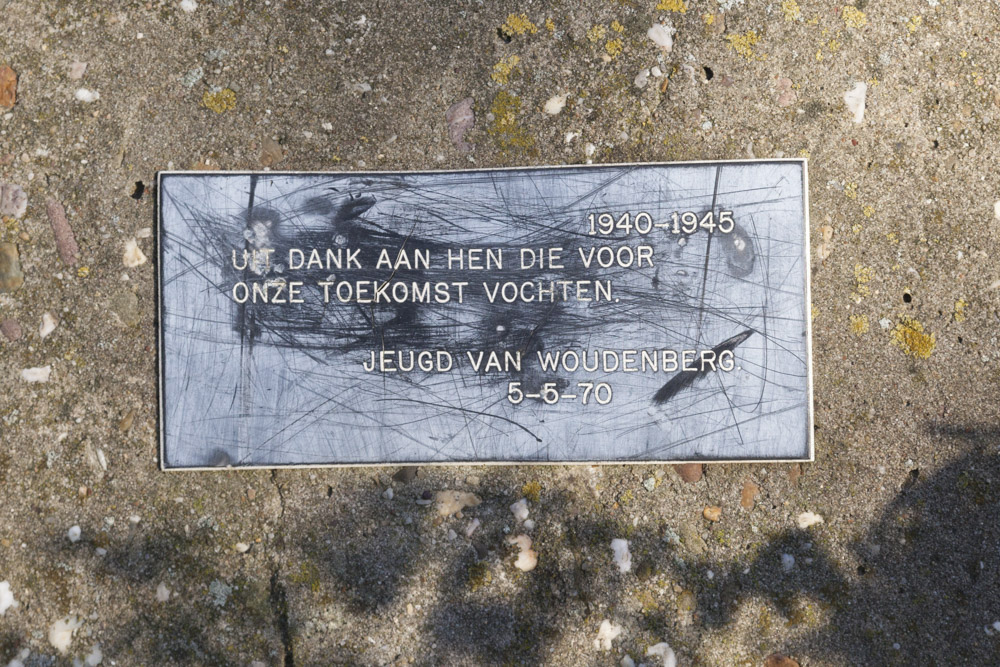 1940-1945
UIT DANK AAN HEN DIE VOOR
ONZE TOEKOMST VOCHTEN.
JEUGD VAN WOUDENBERG.
5-5-70